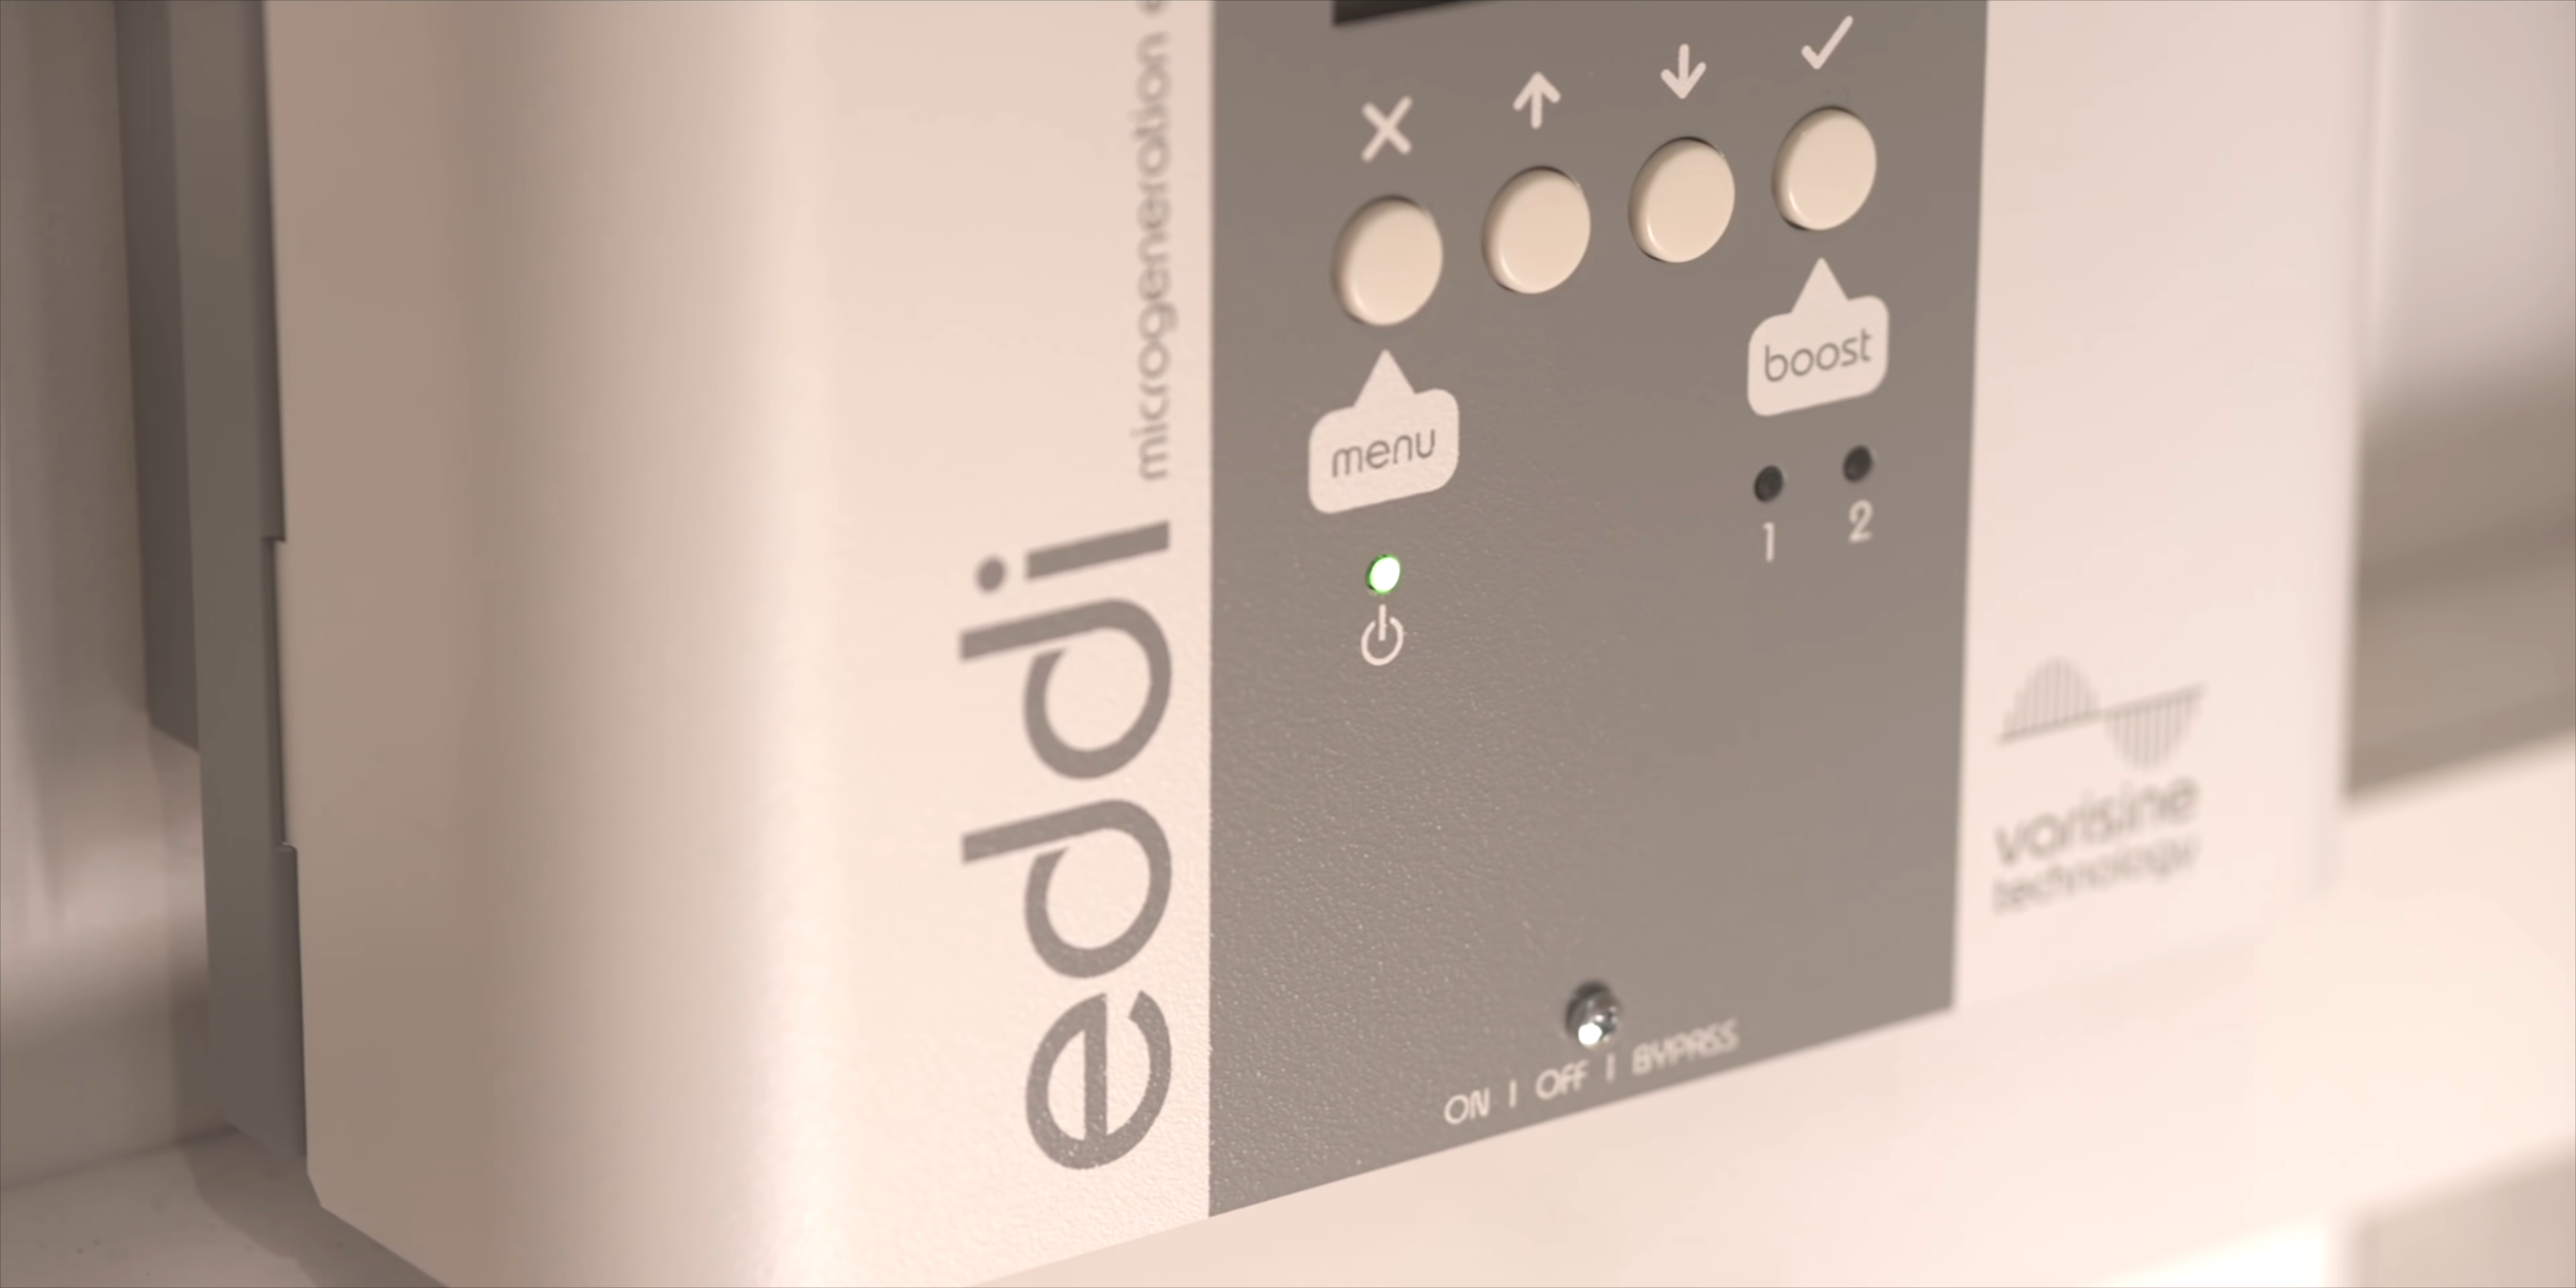 eddi
microgeneration
menu
boost
1 2
ON | OFF | BYPASS
varisine
technology